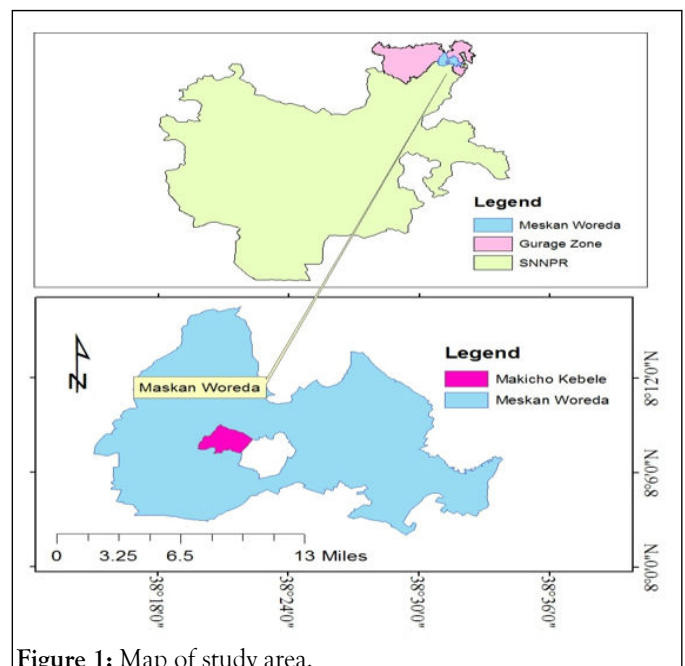 Legend
Meskan Woreda
Gurage Zone
SNNPR
Legend
Makicho Kebele
Meskan Woreda
Maskan Woreda
N
0 3.25 6.5 13 Miles
8°12'0"N
8°06'0"N
8°0'0"N
38°18'0"
38°24'0"
38°30'0"
38°36'0"
Figure 1: Map of study area.